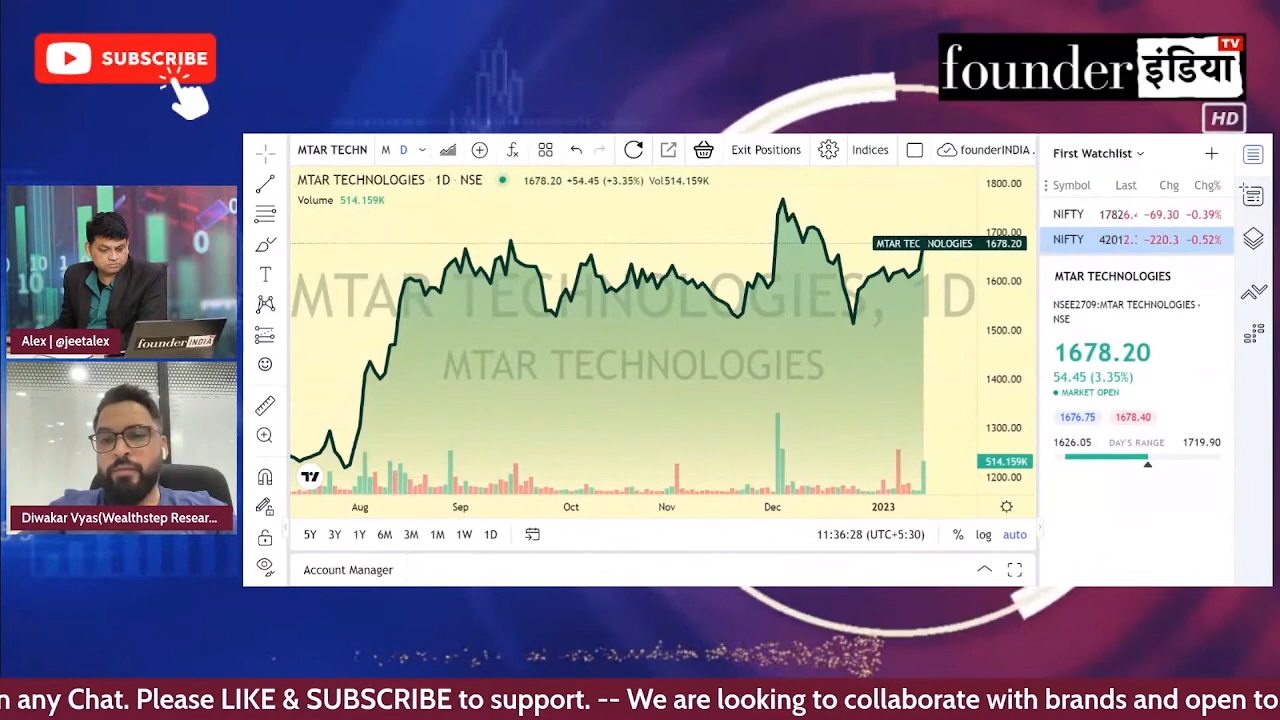 SUBSCRIBE
founder इंडिया TV
HD
MTAR TECHN M D Exit Positions Indices founderINDIA .
MTAR TECHNOLOGIES · 1D · NSE 1678.20 +54.45 (+3.35%) Vol514.159K
Volume 514.159K
MTAR TECHNOLOGIES, 1D
MTAR TECHNOLOGIES
1800.00
1700.00
MTAR TEC NOLOGIES 1678.20
1600.00
1500.00
1400.00
1300.00
514.159K
1200.00
Aug Sep Oct Nov Dec 2023
5Y 3Y 1Y 6M 3M 1M 1W 1D 11:36:28 (UTC+5:30) % log auto
Account Manager
First Watchlist
Symbol Last Chg Chg%
NIFTY 17826. -69.30 -0.39%
NIFTY 42012. -220.3 -0.52%
MTAR TECHNOLOGIES
NSEE2709:MTAR TECHNOLOGIES ·
NSE
1678.20
54.45 (3.35%)
MARKET OPEN
1676.75 1678.40
1626.05 DAY'S RANGE 1719.90
Alex | @jeetalex
founderINDIA
Diwakar Vyas(Wealthstep Resear...
n any Chat. Please LIKE & SUBSCRIBE to support. -- We are looking to collaborate with brands and open to